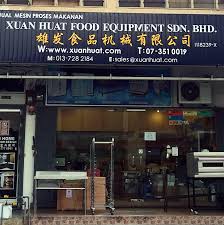 JUAL MESIN PROSES MAKANAN
XUAN HUAT FOOD EQUIPMENT SDN. BHD.
雄发食品机械有限公司
W: www.xuanhuat.com T: 07-351 0019
M: 013-728 2184 E: sales@xuanhuat.com